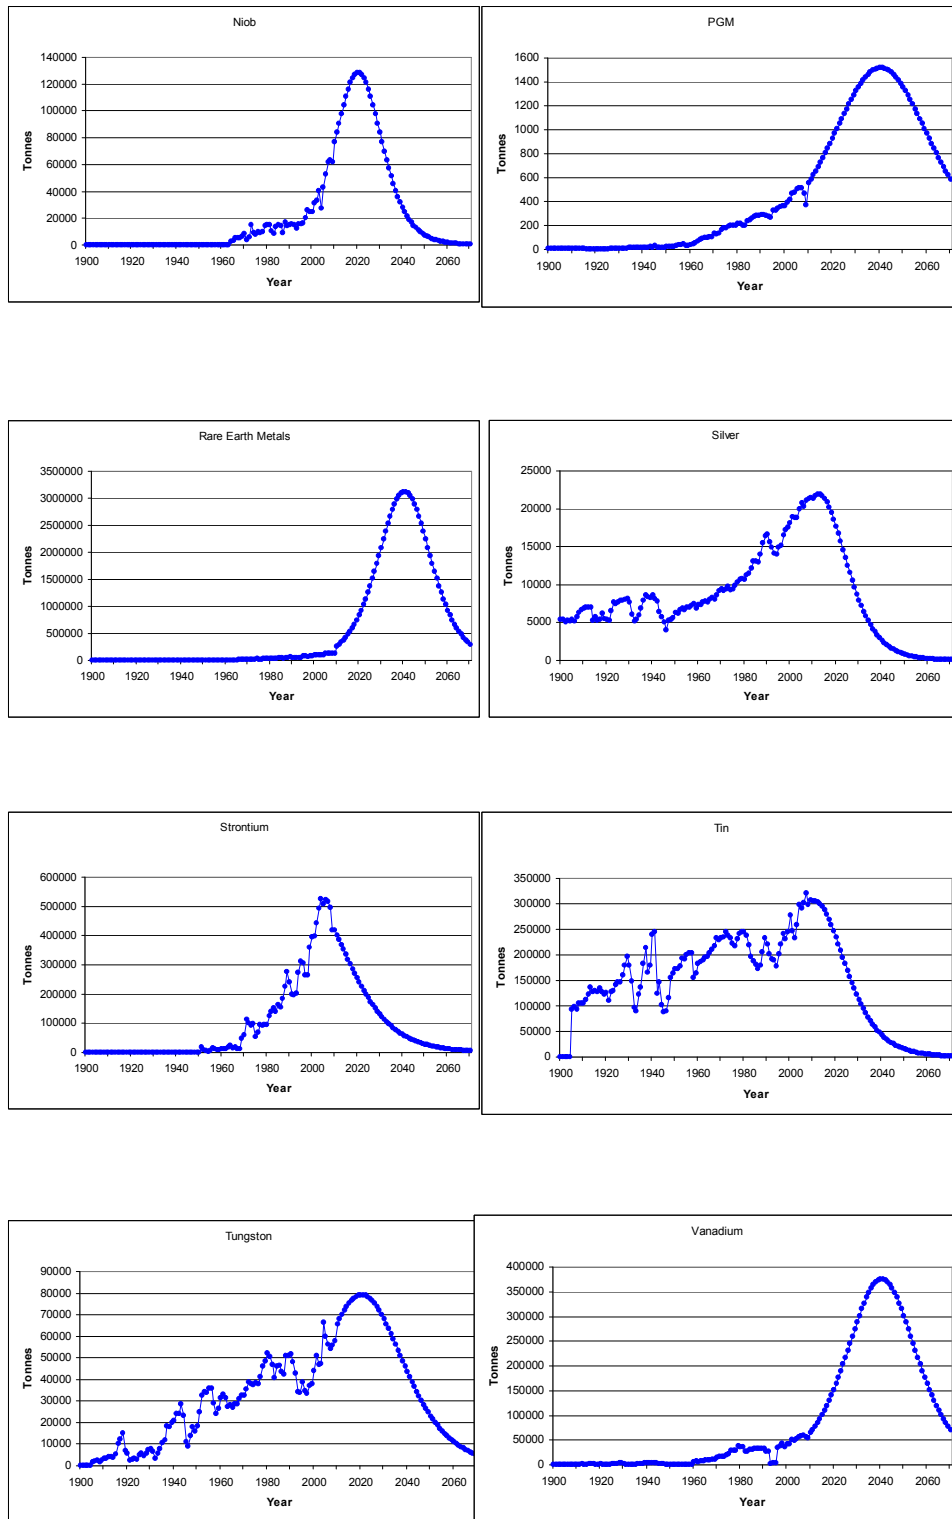 Niob
140000
120000
100000
80000
60000
40000
20000
0
Tonnes
1900 1920 1940 1960 1980 2000 2020 2040 2060
Year
PGM
1600
1400
1200
1000
800
600
400
200
0
Tonnes
1900 1920 1940 1960 1980 2000 2020 2040 2060
Year
Rare Earth Metals
3500000
3000000
2500000
2000000
1500000
1000000
500000
0
Tonnes
1900 1920 1940 1960 1980 2000 2020 2040 2060
Year
Silver
25000
20000
15000
10000
5000
0
Tonnes
1900 1920 1940 1960 1980 2000 2020 2040 2060
Year
Strontium
600000
500000
400000
300000
200000
100000
0
Tonnes
1900 1920 1940 1960 1980 2000 2020 2040 2060
Year
Tin
350000
300000
250000
200000
150000
100000
50000
0
Tonnes
1900 1920 1940 1960 1980 2000 2020 2040 2060
Year
Tungston
90000
80000
70000
60000
50000
40000
30000
20000
10000
0
Tonnes
1900 1920 1940 1960 1980 2000 2020 2040 2060
Year
Vanadium
400000
350000
300000
250000
200000
150000
100000
50000
0
Tonnes
1900 1920 1940 1960 1980 2000 2020 2040 2060
Year